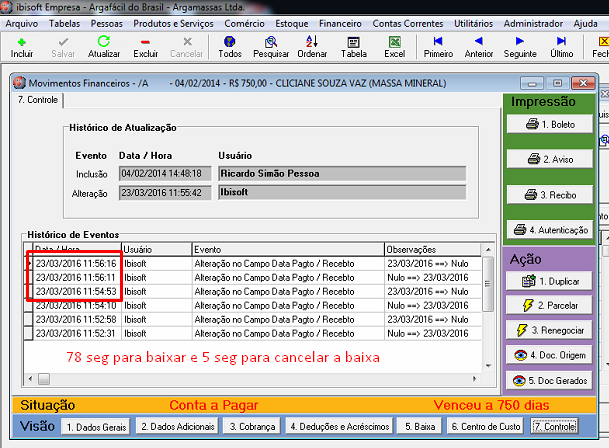 ibisoft Empresa - Argafácil do Brasil - Argamassas Ltda.
Arquivo Tabelas Pessoas Produtos e Serviços Comércio Estoque Financeiro Contas Correntes Utilitários Administrador Ajuda
Incluir Salvar Atualizar Excluir Cancelar Todos Pesquisar Ordenar Tabela Excel Primeiro Anterior Seguinte Último Fech
Movimentos Financeiros - /A - 04/02/2014 - R$ 750,00 - CLICIANE SOUZA VAZ (MASSA MINERAL)
7. Controle
Impressão
1. Boleto
2. Aviso
3. Recibo
4. Autenticação
Histórico de Atualização
Evento Data / Hora Usuário
Inclusão 04/02/2014 14:48:18 Ricardo Simão Pessoa
Alteração 23/03/2016 11:55:42 Ibisoft
Histórico de Eventos
Data / Hora Usuário Evento Observações
23/03/2016 11:56:16 Ibisoft Alteração no Campo Data Pagto / Recebto 23/03/2016 ==> Nulo
23/03/2016 11:56:11 Ibisoft Alteração no Campo Data Pagto / Recebto Nulo ==> 23/03/2016
23/03/2016 11:54:53 Ibisoft Alteração no Campo Data Pagto / Recebto 23/03/2016 ==> Nulo
23/03/2016 11:54:10 Ibisoft Alteração no Campo Data Pagto / Recebto Nulo ==> 23/03/2016
23/03/2016 11:52:58 Ibisoft Alteração no Campo Data Pagto / Recebto 23/03/2016 ==> Nulo
23/03/2016 11:52:31 Ibisoft Alteração no Campo Data Pagto / Recebto Nulo ==> 23/03/2016
78 seg para baixar e 5 seg para cancelar a baixa
Ação
1. Duplicar
2. Parcelar
3. Renegociar
4. Doc. Origem
5. Doc Gerados
Situação Conta a Pagar Venceu a 750 dias
Visão 1. Dados Gerais 2. Dados Adicionais 3. Cobrança 4. Deduções e Acréscimos 5. Baixa 6. Centro de Custo 7. Controle